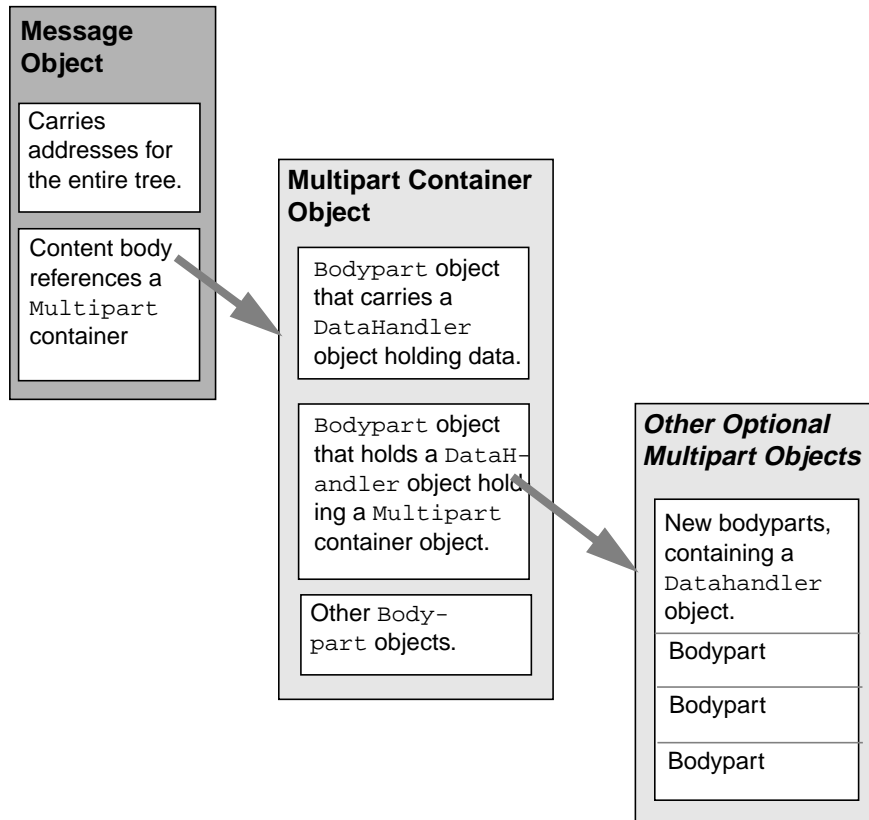 Message
Object
Carries
addresses for
the entire tree.
Content body
references a
Multipart
container
Multipart Container
Object
Bodypart object
that carries a
DataHandler
object holding data.
Bodypart object
that holds a DataH-
andler object hold
ing a Multipart
container object.
Other Body-
part objects.
Other Optional
Multipart Objects
New bodyparts,
containing a
Datahandler
object.
Bodypart
Bodypart
Bodypart